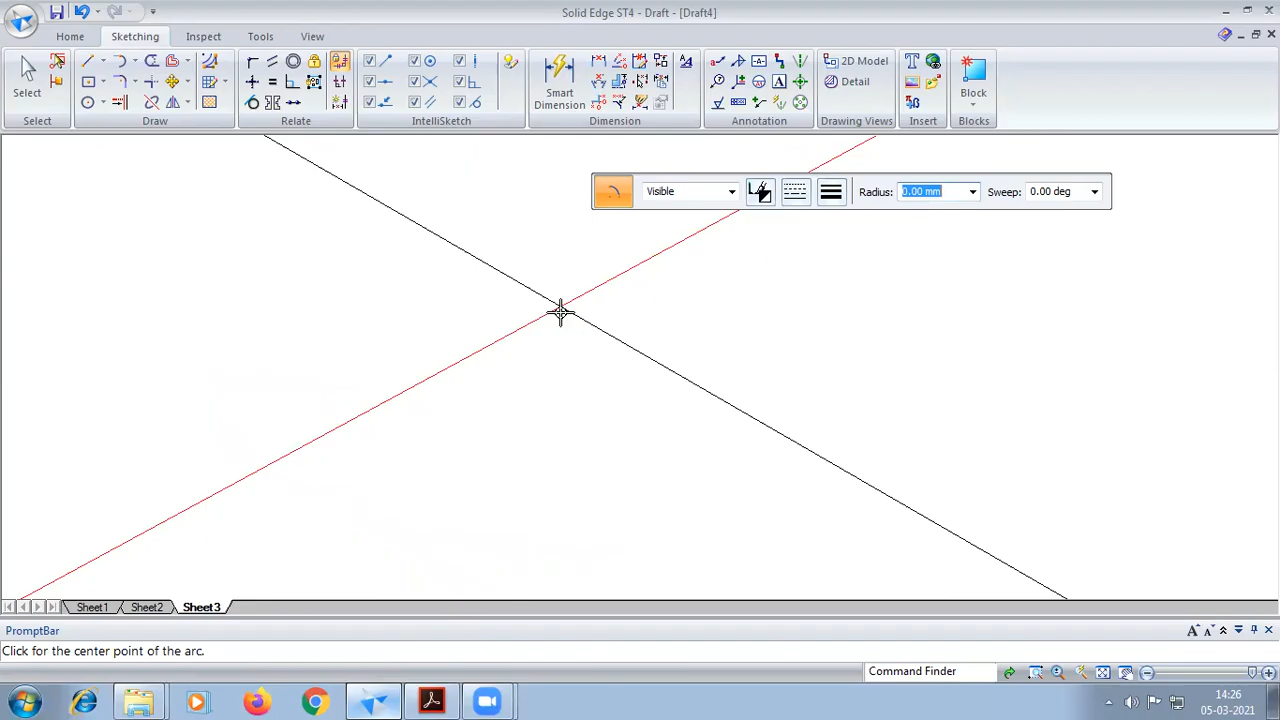 Solid Edge ST4 - Draft - [Draft4]
Home Sketching Inspect Tools View
Select
Smart Dimension
2D Model
Detail
Block
Select Draw Relate IntelliSketch Dimension Annotation Drawing Views Insert Blocks
Visible Radius: 0.00 mm Sweep: 0.00 deg
Sheet1 Sheet2 Sheet3
PromptBar
Click for the center point of the arc.
Command Finder
14:26
05-03-2021